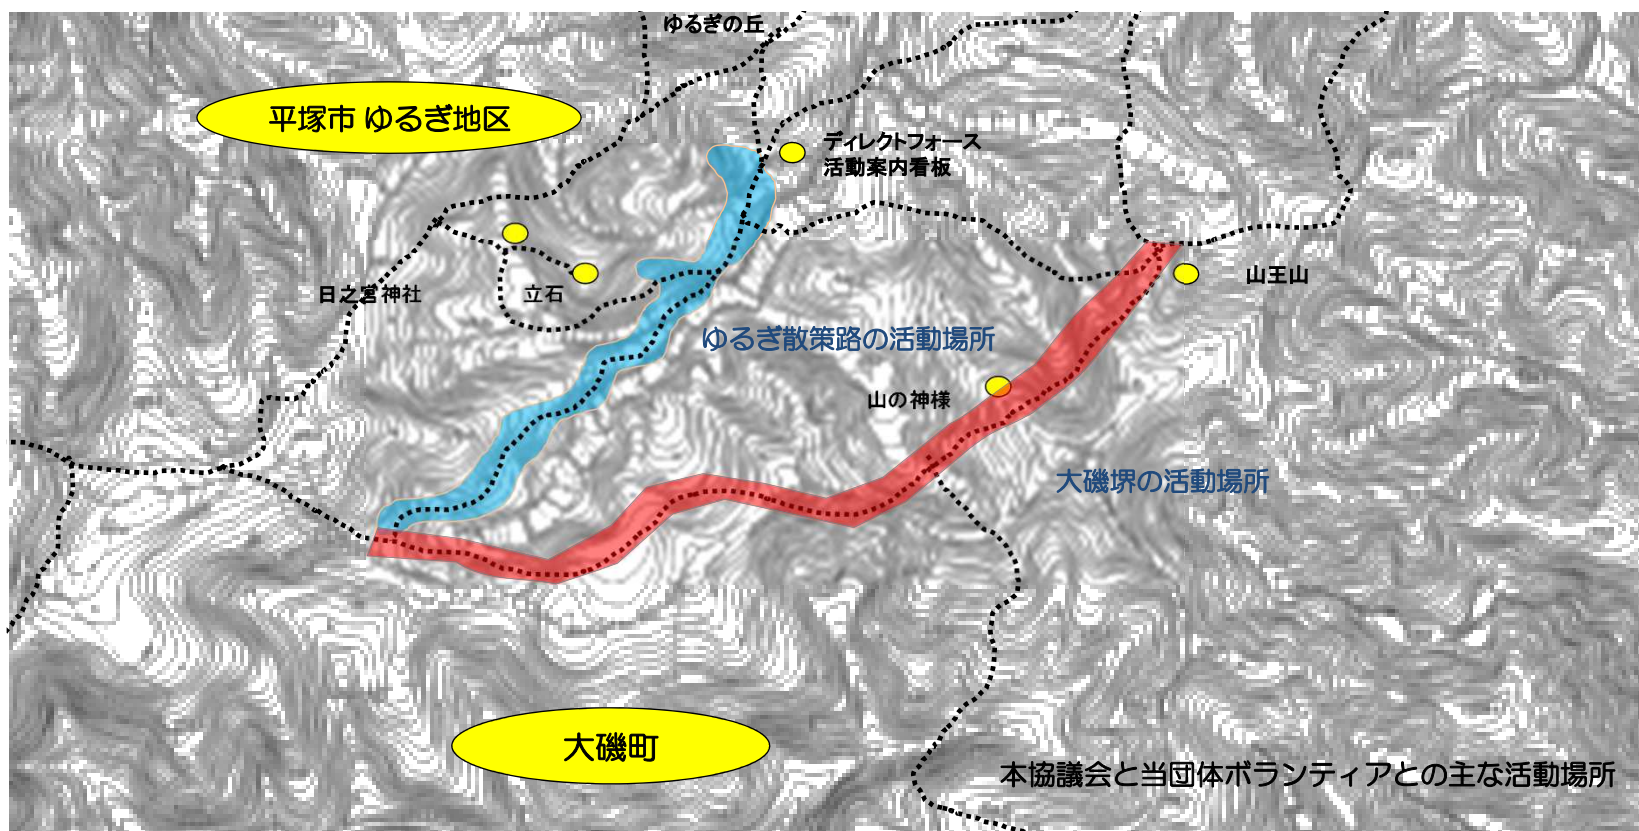 ゆるぎの丘
平塚市 ゆるぎ地区
ディレクトフォース
活動案内看板
日之宮神社
立石
山王山
ゆるぎ散策路の活動場所
山の神様
大磯堺の活動場所
大磯町
本協議会と当団体ボランティアとの主な活動場所